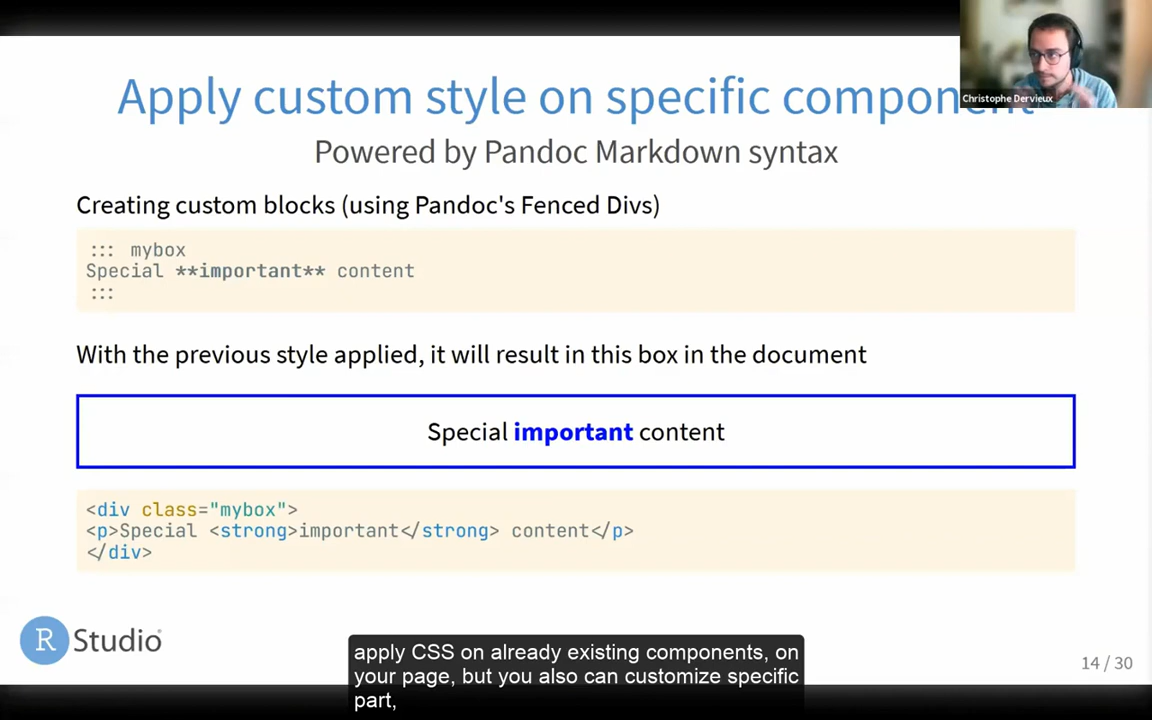 Apply custom style on specific component
Christophe Dervieux
Powered by Pandoc Markdown syntax
Creating custom blocks (using Pandoc's Fenced Divs)
::: mybox
Special **important** content
:::
With the previous style applied, it will result in this box in the document
Special important content
<div class="mybox">
<p>Special <strong>important</strong> content</p>
</div>
R Studio
apply CSS on already existing components, on
your page, but you also can customize specific
part,
14 / 30